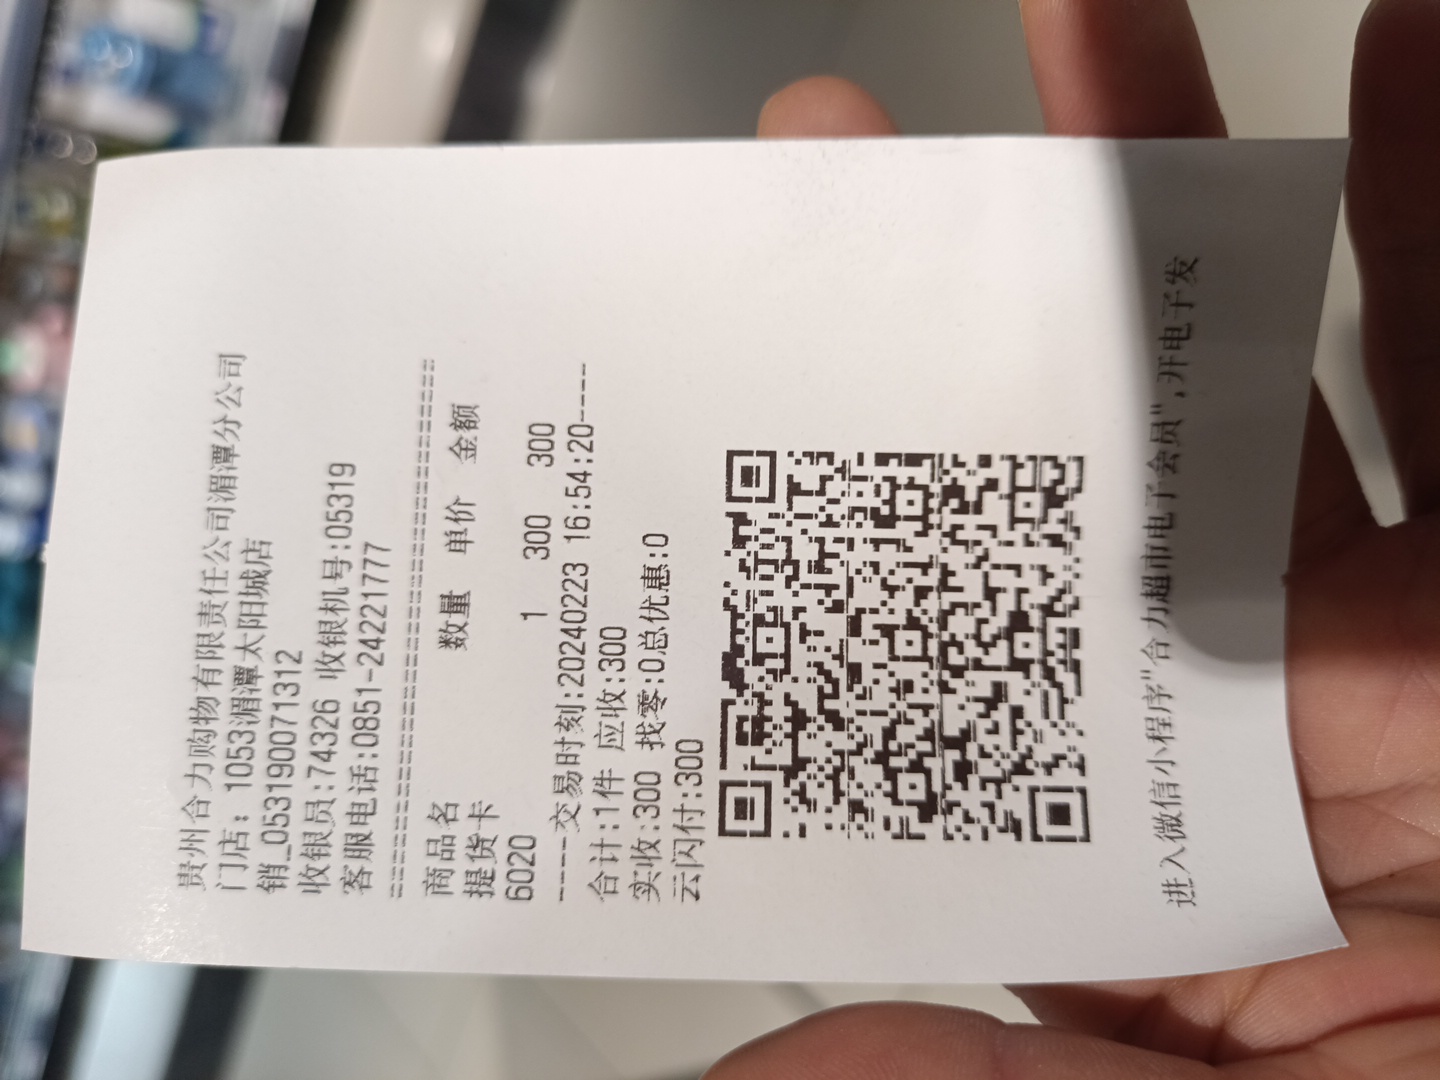 贵州合力购物有限责任公司湄潭分公司
门店: 1053湄潭太阳城店
销_053190071312
收银员:74326 收银机号:05319
客服电话:0851-24221777
================================
商品名 数量 单价 金额
提货卡
6020 1 300 300
----交易时刻:20240223 16:54:20----
合计:1件 应收:300
实收:300 找零:0总优惠:0
云闪付:300
进入微信小程序"合力超市电子会员",开电子发